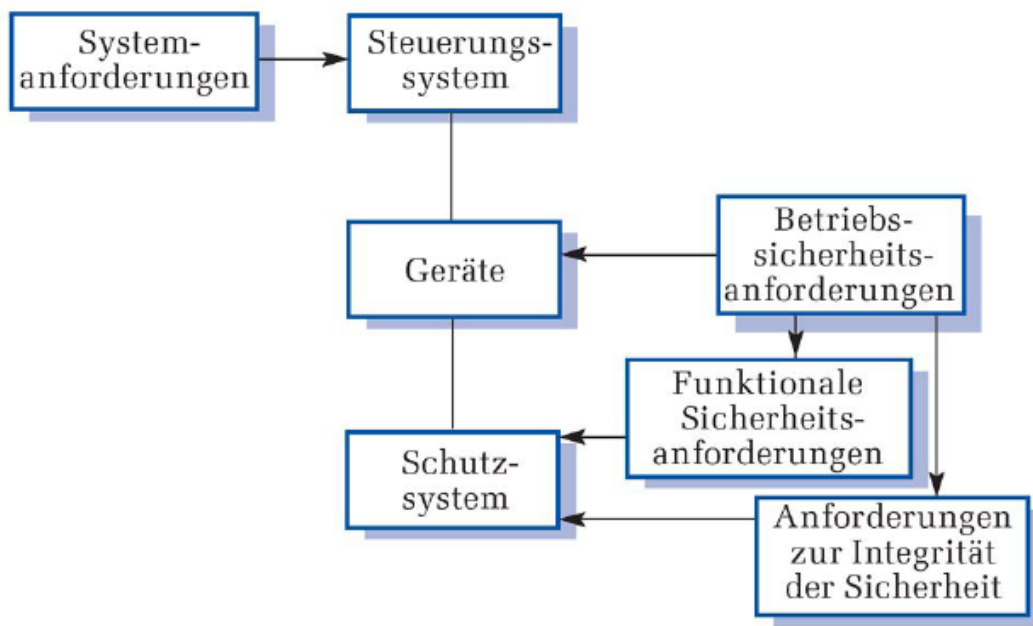 System-
anforderungen
Steuerungs-
system
Geräte
Betriebs-
sicherheits-
anforderungen
Funktionale
Sicherheits-
anforderungen
Schutz-
system
Anforderungen
zur Integrität
der Sicherheit